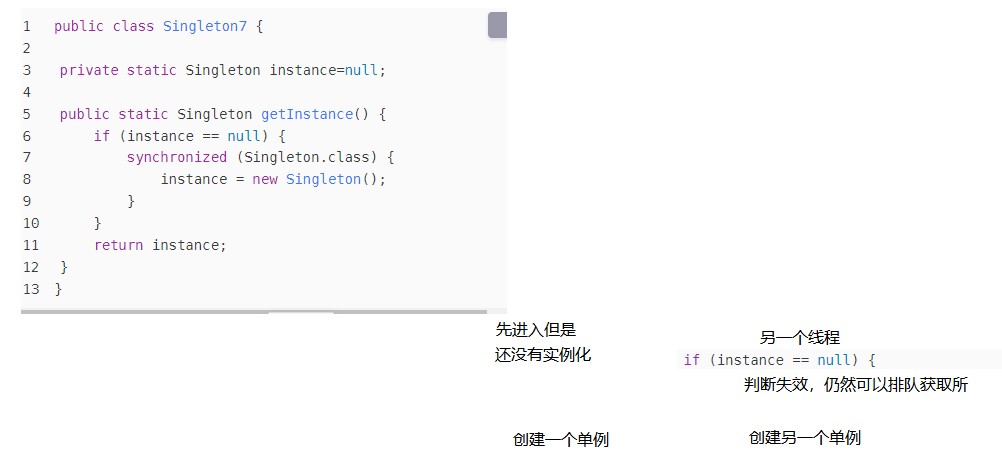 1 public class Singleton7 {
2
3 private static Singleton instance=null;
4
5 public static Singleton getInstance() {
6 if (instance == null) {
7 synchronized (Singleton.class) {
8 instance = new Singleton();
9 }
10 }
11 return instance;
12 }
13 }
先进入但是
还没有实例化
另一个线程
if (instance == null) {
判断失效，仍然可以排队获取所
创建一个单例
创建另一个单例